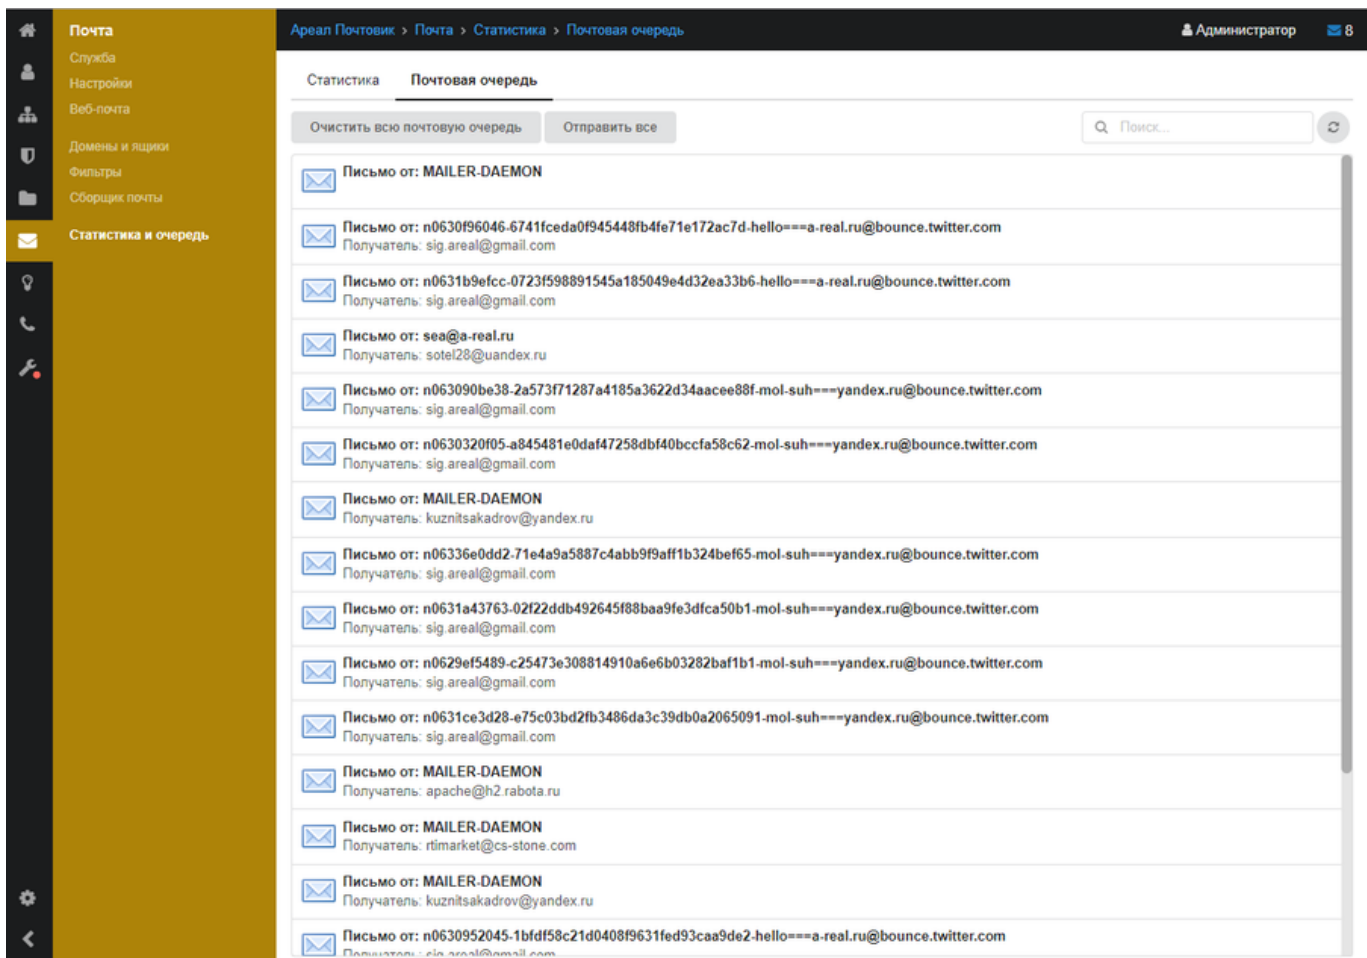 Почта
Служба
Настройки
Веб-почта
Домены и ящики
Фильтры
Сборщик почты
Статистика и очередь
Ареал Почтовик > Почта > Статистика > Почтовая очередь
Администратор
8
Статистика
Почтовая очередь
Очистить всю почтовую очередь
Отправить все
Поиск...
Письмо от: MAILER-DAEMON
Письмо от: n0630f96046-6741fceda0f945448fb4fe71e172ac7d-hello===a-real.ru@bounce.twitter.com
Получатель: sig.areal@gmail.com
Письмо от: n0631b9efcc-0723f598891545a185049e4d32ea33b6-hello===a-real.ru@bounce.twitter.com
Получатель: sig.areal@gmail.com
Письмо от: sea@a-real.ru
Получатель: sotel28@uandex.ru
Письмо от: n063090be38-2a573f71287a4185a3622d34aacee88f-mol-suh===yandex.ru@bounce.twitter.com
Получатель: sig.areal@gmail.com
Письмо от: n0630320f05-a845481e0daf47258dbf40bccfa58c62-mol-suh===yandex.ru@bounce.twitter.com
Получатель: sig.areal@gmail.com
Письмо от: MAILER-DAEMON
Получатель: kuznitsakadrov@yandex.ru
Письмо от: n06336e0dd2-71e4a9a5887c4abb9f9aff1b324bef65-mol-suh===yandex.ru@bounce.twitter.com
Получатель: sig.areal@gmail.com
Письмо от: n0631a43763-02f22ddb492645f88baa9fe3dfca50b1-mol-suh===yandex.ru@bounce.twitter.com
Получатель: sig.areal@gmail.com
Письмо от: n0629ef5489-c25473e308814910a6e6b03282baf1b1-mol-suh===yandex.ru@bounce.twitter.com
Получатель: sig.areal@gmail.com
Письмо от: n0631ce3d28-e75c03bd2fb3486da3c39db0a2065091-mol-suh===yandex.ru@bounce.twitter.com
Получатель: sig.areal@gmail.com
Письмо от: MAILER-DAEMON
Получатель: apache@h2.rabota.ru
Письмо от: MAILER-DAEMON
Получатель: rtimarket@cs-stone.com
Письмо от: MAILER-DAEMON
Получатель: kuznitsakadrov@yandex.ru
Письмо от: n0630952045-1bfdf58c21d0408f9631fed93caa9de2-hello===a-real.ru@bounce.twitter.com
Получатель: sig.areal@gmail.com